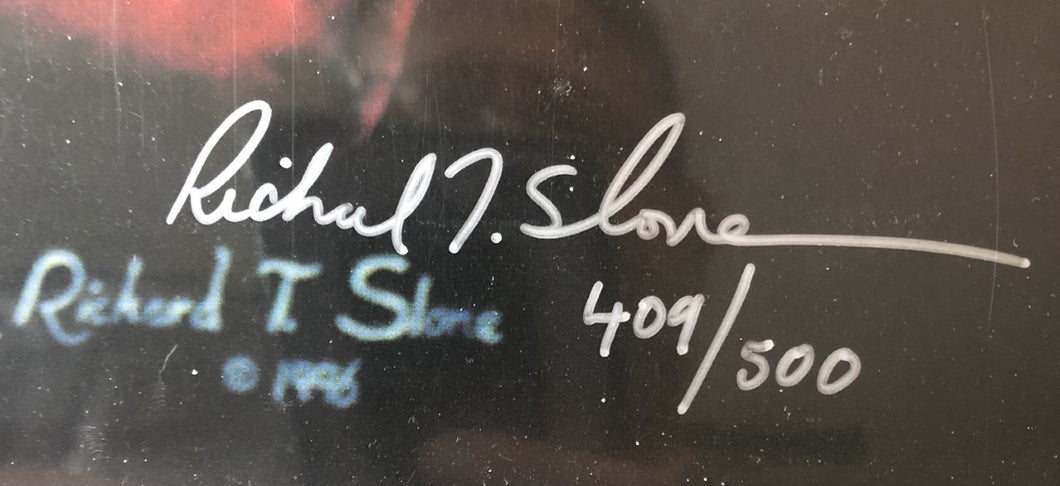 Richard T. Slone
Richard T Slone
© 1996
409/500